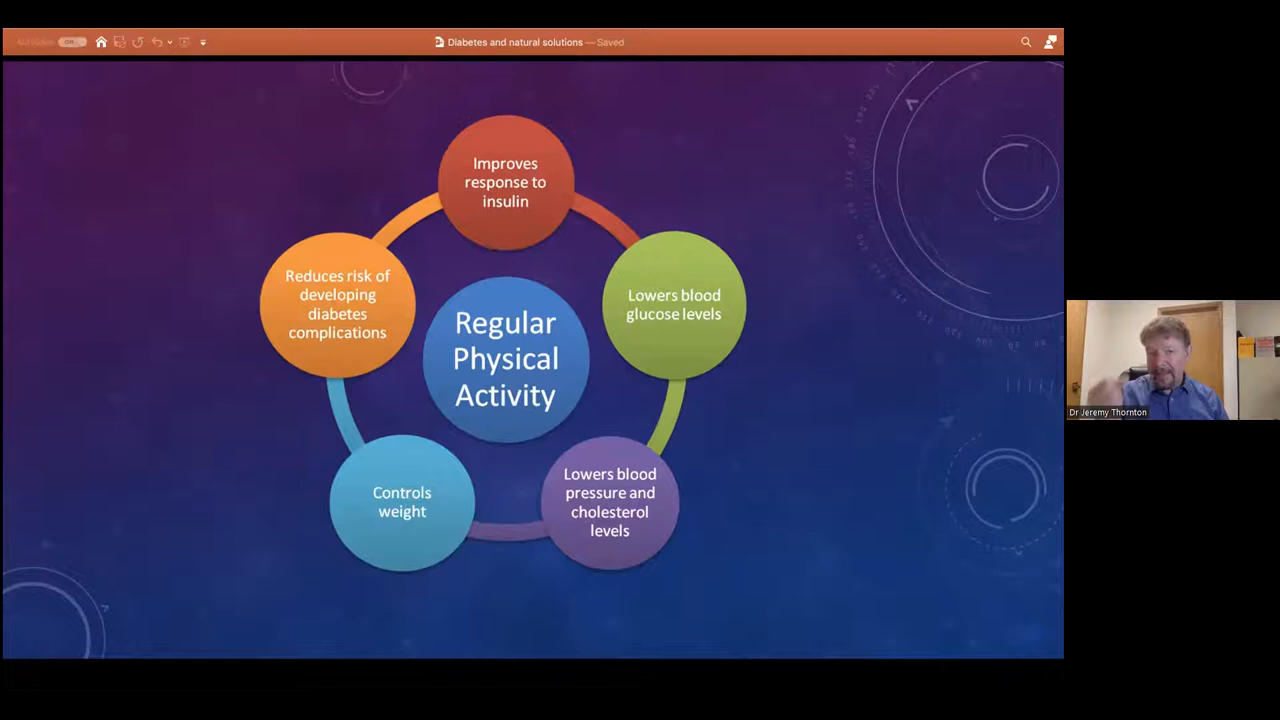 Diabetes and natural solutions — Saved
Improves
response to
insulin
Lowers blood
glucose levels
Lowers blood
pressure and
cholesterol
levels
Controls
weight
Reduces risk of
developing
diabetes
complications
Regular
Physical
Activity
Dr Jeremy Thornton